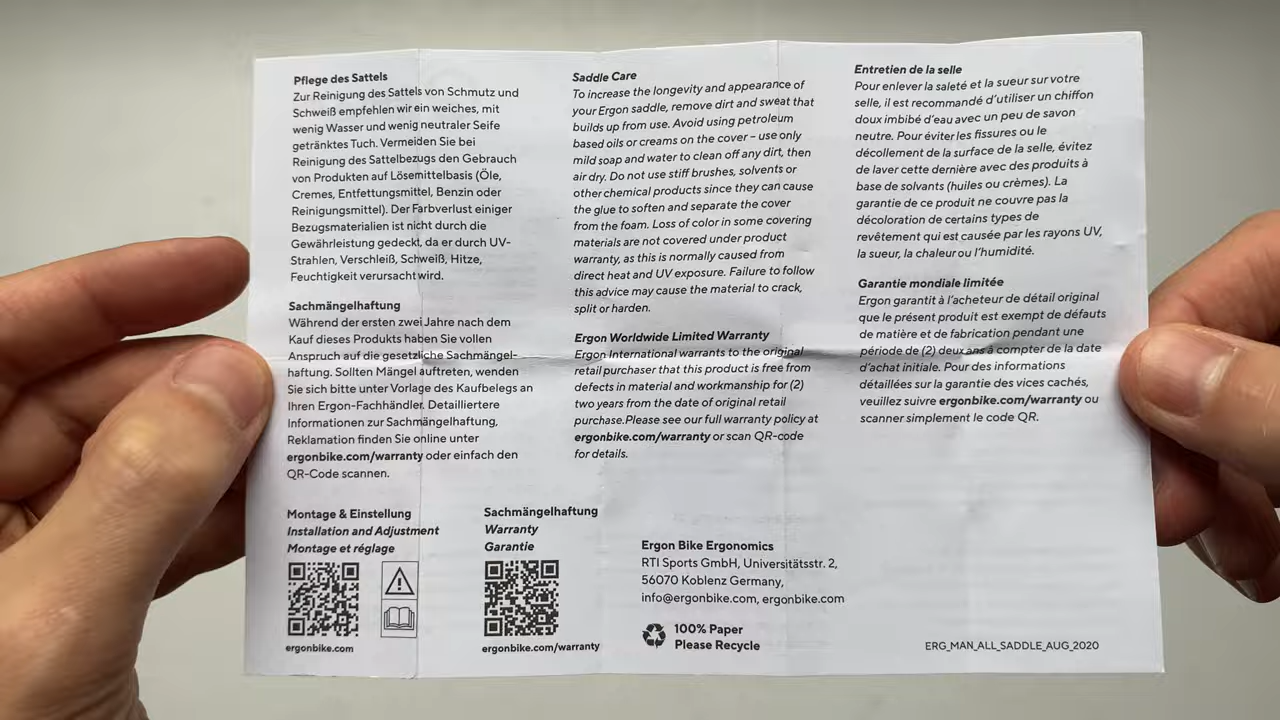 Pflege des Sattels
Zur Reinigung des Sattels von Schmutz und
Schweiß empfehlen wir ein weiches, mit
wenig Wasser und wenig neutraler Seife
getränktes Tuch. Vermeiden Sie bei
Reinigung des Sattelbezugs den Gebrauch
von Produkten auf Lösemittelbasis (Öle,
Cremes, Entfettungsmittel, Benzin oder
Reinigungsmittel). Der Farbverlust einiger
Bezugsmaterialien ist nicht durch die
Gewährleistung gedeckt, da er durch UV-
Strahlen, Verschleiß, Schweiß, Hitze,
Feuchtigkeit verursacht wird.
Sachmängelhaftung
Während der ersten zwei Jahre nach dem
Kauf dieses Produkts haben Sie vollen
Anspruch auf die gesetzliche Sachmängel-
haftung. Sollten Mängel auftreten, wenden
Sie sich bitte unter Vorlage des Kaufbelegs an
Ihren Ergon-Fachhändler. Detailliertere
Informationen zur Sachmängelhaftung,
Reklamation finden Sie online unter
ergonbike.com/warranty oder einfach den
QR-Code scannen.
Saddle Care
To increase the longevity and appearance of
your Ergon saddle, remove dirt and sweat that
builds up from use. Avoid using petroleum
based oils or creams on the cover – use only
mild soap and water to clean off any dirt, then
air dry. Do not use stiff brushes, solvents or
other chemical products since they can cause
the glue to soften and separate the cover
from the foam. Loss of color in some covering
materials are not covered under product
warranty, as this is normally caused from
direct heat and UV exposure. Failure to follow
this advice may cause the material to crack,
split or harden.
Ergon Worldwide Limited Warranty
Ergon International warrants to the original
retail purchaser that this product is free from
defects in material and workmanship for (2)
two years from the date of original retail
purchase.Please see our full warranty policy at
ergonbike.com/warranty or scan QR-code
for details.
Entretien de la selle
Pour enlever la saleté et la sueur sur votre
selle, il est recommandé d'utiliser un chiffon
doux imbibé d'eau avec un peu de savon
neutre. Pour éviter les fissures ou le
décollement de la surface de la selle, évitez
de laver cette dernière avec des produits à
base de solvants (huiles ou crèmes). La
garantie de ce produit ne couvre pas la
décoloration de certains types de
revêtement qui est causée par les rayons UV,
la sueur, la chaleur ou l'humidité.
Garantie mondiale limitée
Ergon garantit à l'acheteur de détail original
que le présent produit est exempt de défauts
de matière et de fabrication pendant une
période de (2) deux ans à compter de la date
d'achat initiale. Pour des informations
détaillées sur la garantie des vices cachés,
veuillez suivre ergonbike.com/warranty ou
scanner simplement le code QR.
Montage & Einstellung
Installation and Adjustment
Montage et réglage
ergonbike.com
Sachmängelhaftung
Warranty
Garantie
ergonbike.com/warranty
Ergon Bike Ergonomics
RTI Sports GmbH, Universitätsstr. 2,
56070 Koblenz Germany,
info@ergonbike.com, ergonbike.com
100% Paper
Please Recycle
ERG_MAN_ALL_SADDLE_AUG_2020